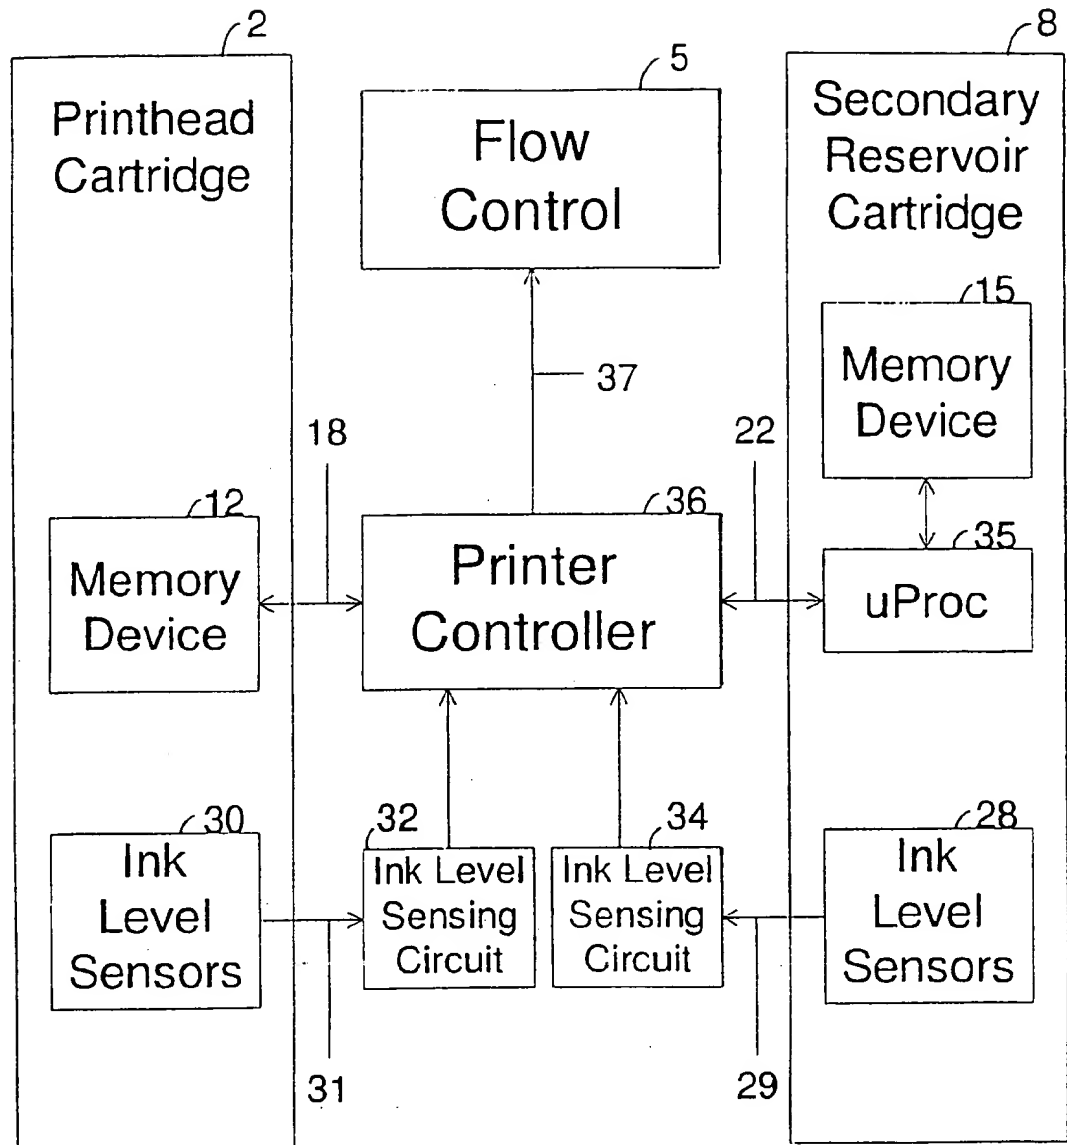 2
8
5
Printhead
Cartridge
Flow
Control
Secondary
Reservoir
Cartridge
15
Memory
Device
37
18
22
12
Memory
Device
36
Printer
Controller
35
uProc
30
Ink
Level
Sensors
32
Ink Level
Sensing
Circuit
34
Ink Level
Sensing
Circuit
28
Ink
Level
Sensors
31
29